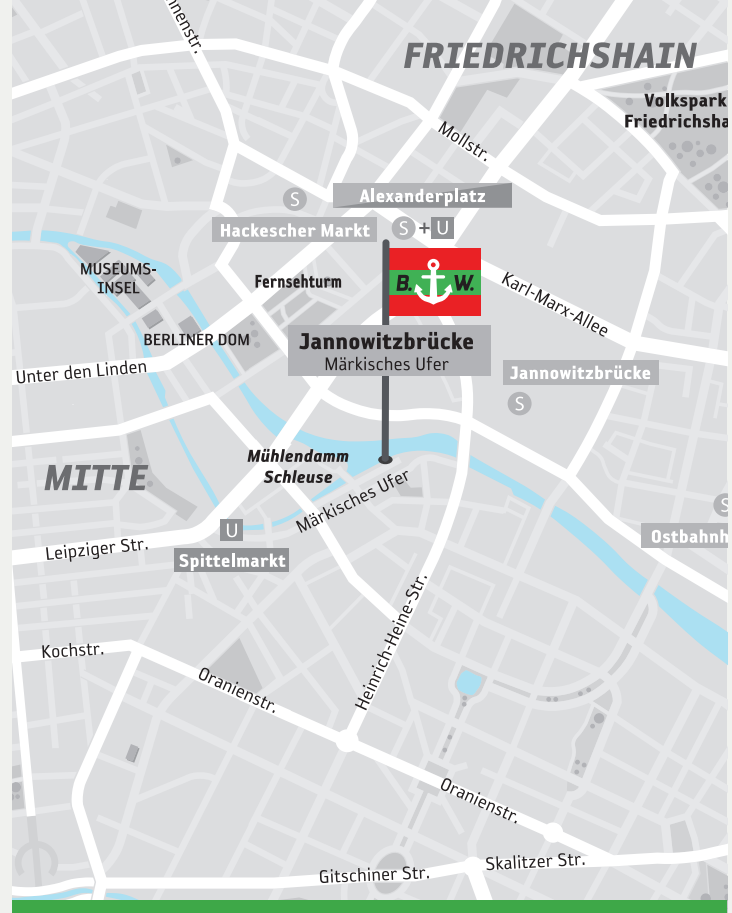 FRIEDRICHSHAIN
Volkspark
Mollstr.
S
Alexanderplatz
Hackescher Markt
S + U
MUSEUMS-
INSEL
Fernsehturm
B. W.
Karl-Marx-Allee
BERLINER DOM
Jannowitzbrücke
Märkisches Ufer
Unter den Linden
Jannowitzbrücke
S
MITTE
Mühlendamm
Schleuse
Märkisches Ufer
S
U
Leipziger Str.
Spittelmarkt
Heinrich-Heine-Str.
Kochstr.
Oranienstr.
Oranienstr.
Gitschiner Str.
Skalitzer Str.